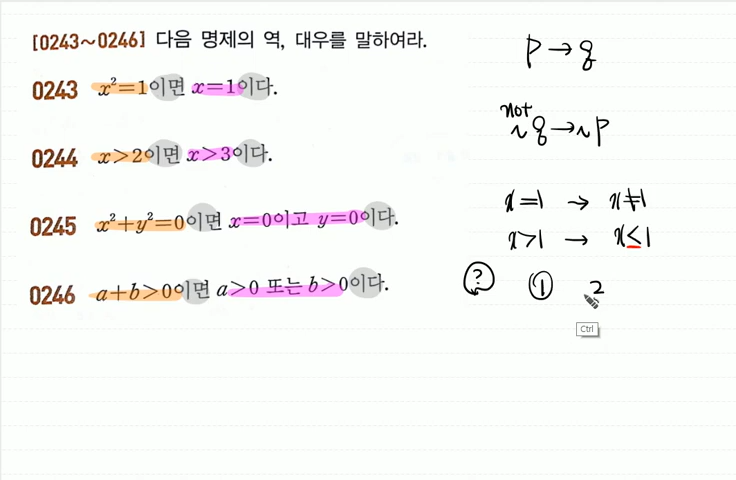 [0243~0246] 다음 명제의 역, 대우를 말하여라.
0243 x²=1이면 x=1이다.
0244 x>2이면 x>3이다.
0245 x²+y²=0이면 x=0이고 y=0이다.
0246 a+b>0이면 a>0 또는 b>0이다.
p→q
not
~q→~p
x=1 → x≠1
x>1 → x≤1
? ① 2
Ctrl